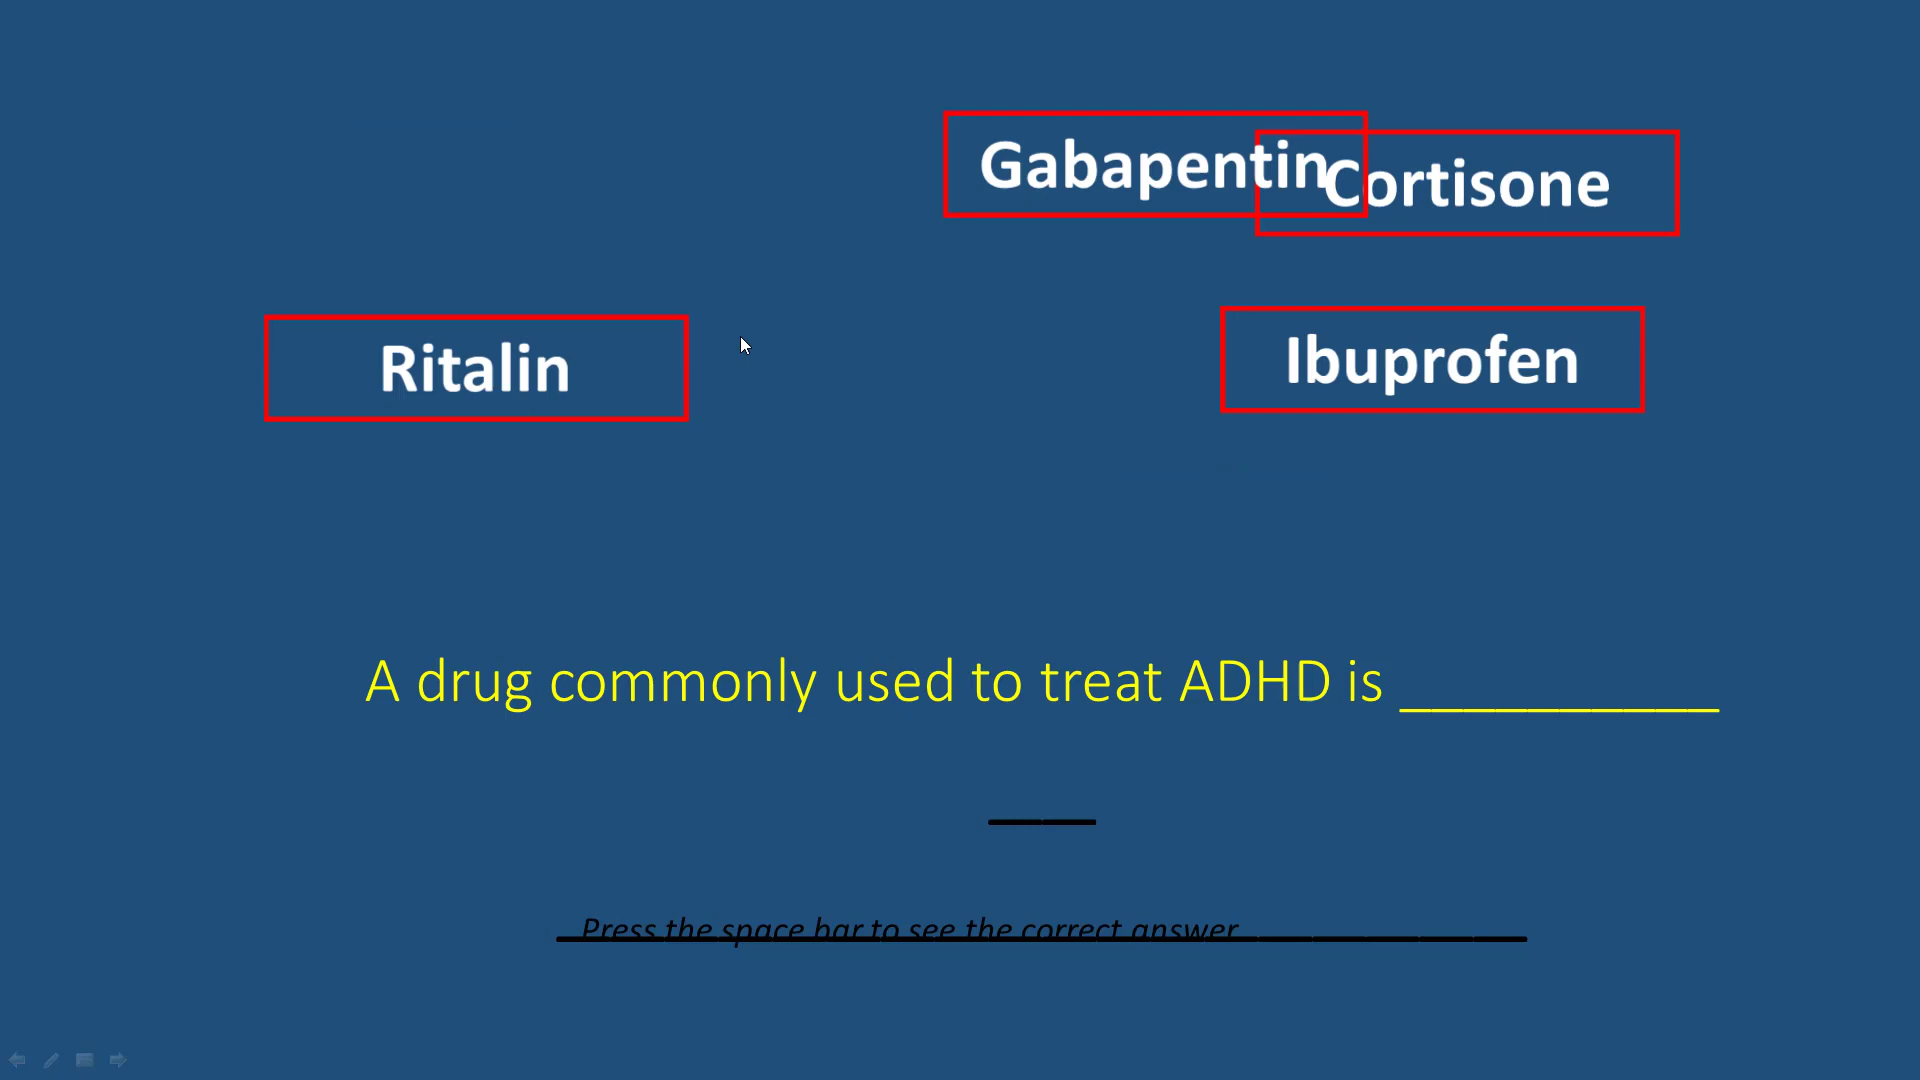 Gabapentin
Cortisone
Ritalin
Ibuprofen
A drug commonly used to treat ADHD is __________
Press the space bar to see the correct answer